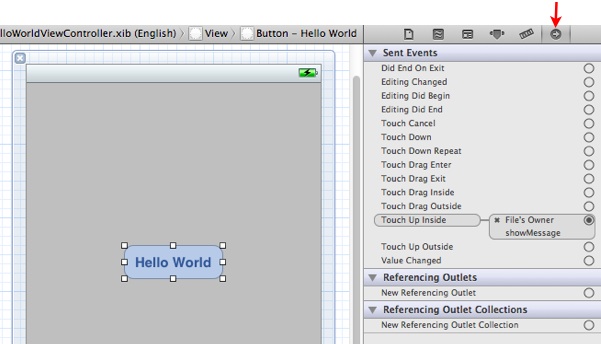 lloWorldViewController.xib (English) View Button - Hello World
Sent Events
Did End On Exit
Editing Changed
Editing Did Begin
Editing Did End
Touch Cancel
Touch Down
Touch Down Repeat
Touch Drag Enter
Touch Drag Exit
Touch Drag Inside
Touch Drag Outside
Touch Up Inside File's Owner
showMessage
Touch Up Outside
Value Changed
Referencing Outlets
New Referencing Outlet
Referencing Outlet Collections
New Referencing Outlet Collection
Hello World